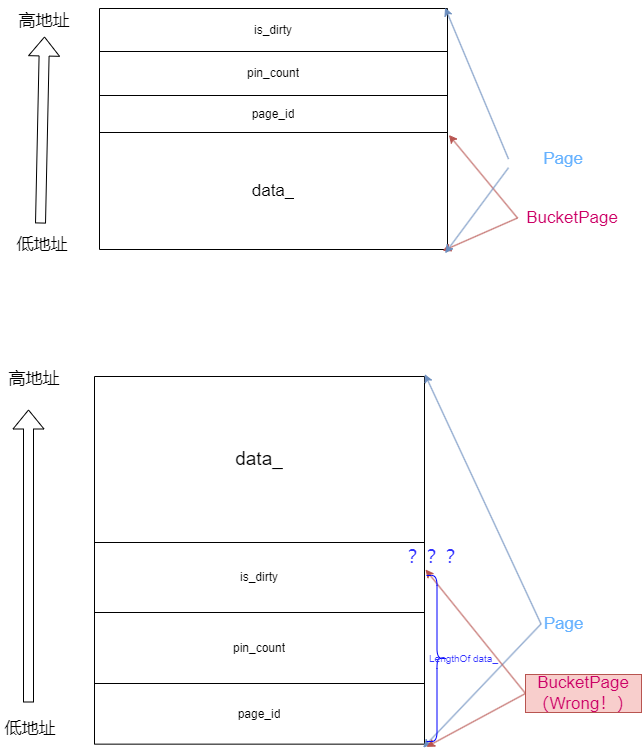 高地址
is_dirty
pin_count
page_id
Page
data_
BucketPage
低地址
高地址
data_
？？？
is_dirty
Page
pin_count
LengthOf data_
BucketPage
（Wrong！）
page_id
低地址